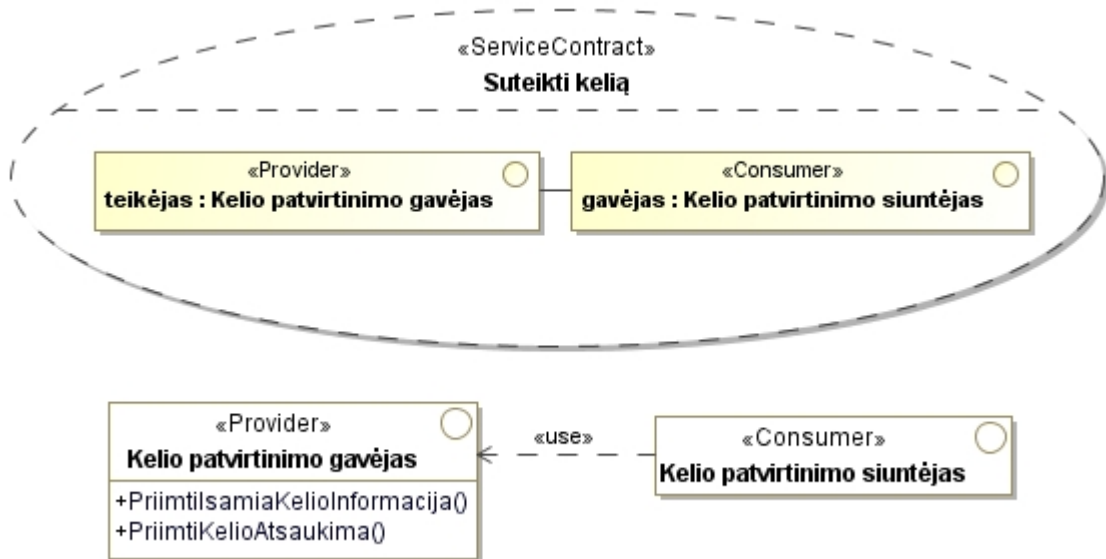 «ServiceContract»
Suteikti kelią
«Provider»
teikėjas : Kelio patvirtinimo gavėjas
«Consumer»
gavėjas : Kelio patvirtinimo siuntėjas
«Provider»
Kelio patvirtinimo gavėjas
+PriimtiIsamiaKelioInformacija()
+PriimtiKelioAtsaukima()
«use»
«Consumer»
Kelio patvirtinimo siuntėjas